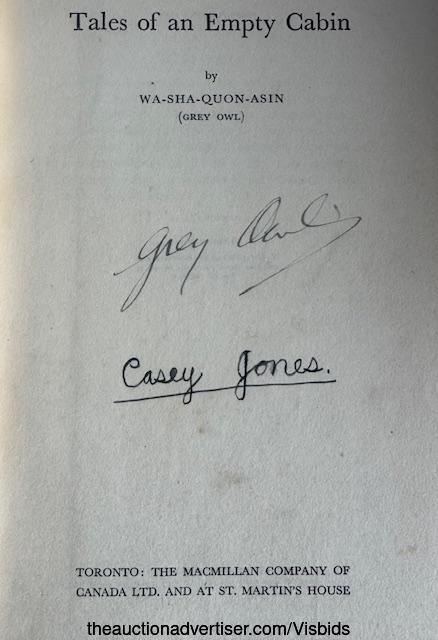 Tales of an Empty Cabin
by
WA-SHA-QUON-ASIN
(GREY OWL)
Grey Owl
Casey Jones.
TORONTO: THE MACMILLAN COMPANY OF
CANADA LTD. AND AT ST. MARTIN'S HOUSE
theauctionadvertiser.com/Visbids